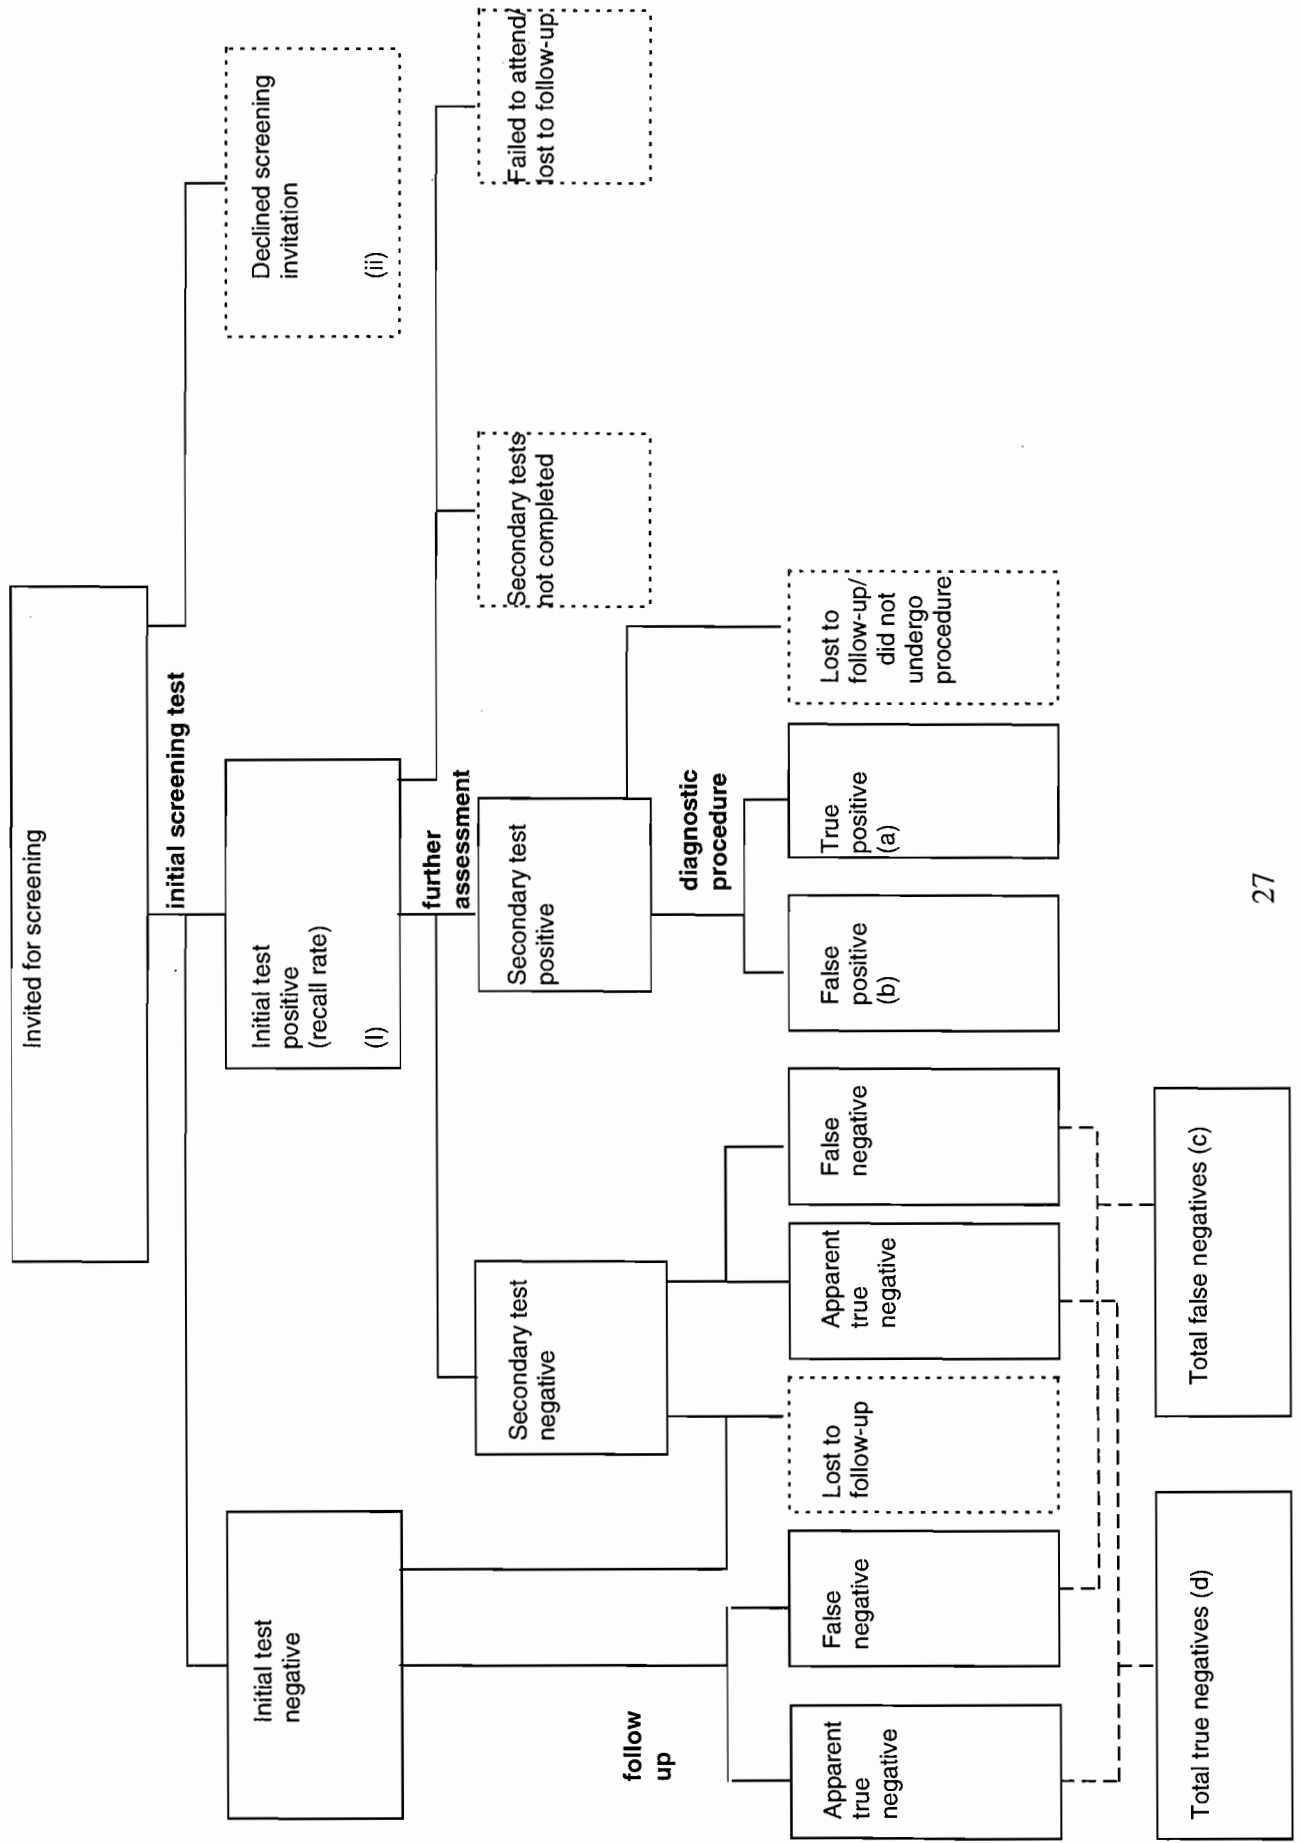 Invited for screening
initial screening test
Initial test
negative
Initial test
positive
(recall rate)
(I)
Declined screening
invitation
(ii)
further
assessment
Secondary test
negative
Secondary test
positive
Secondary tests
not completed
Failed to attend/
lost to follow-up
follow
up
diagnostic
procedure
Apparent
true
negative
False
negative
Lost to
follow-up
Apparent
true
negative
False
negative
False
positive
(b)
True
positive
(a)
Lost to
follow-up/
did not
undergo
procedure
Total true negatives (d)
Total false negatives (c)
27